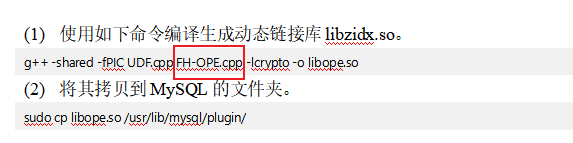 (1) 使用如下命令编译生成动态链接库 libzidx.so。
g++ -shared -fPIC UDF.cpp FH-OPE.cpp -lcrypto -o libope.so
(2) 将其拷贝到 MySQL 的文件夹。
sudo cp libope.so /usr/lib/mysql/plugin/